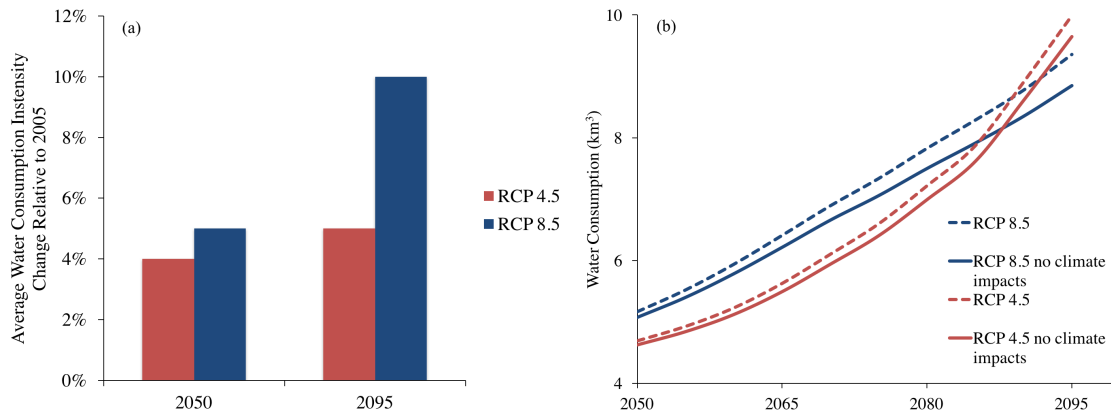 (a)
Average Water Consumption Instensity
Change Relative to 2005
12%
10%
8%
6%
4%
2%
0%
2050
2095
RCP 4.5
RCP 8.5
(b)
Water Consumption (km³)
10
8
6
4
2050
2065
2080
2095
RCP 8.5
RCP 8.5 no climate
impacts
RCP 4.5
RCP 4.5 no climate
impacts